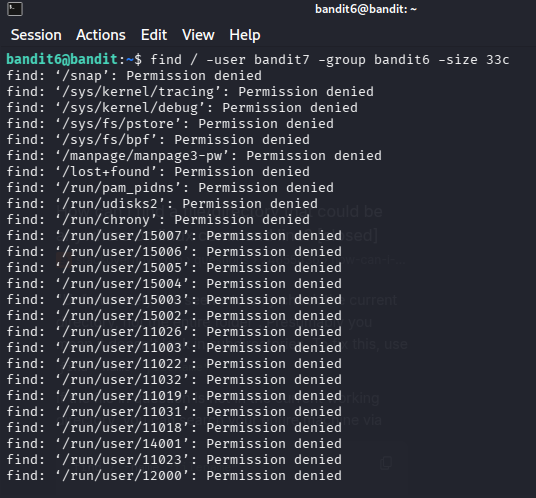 bandit6@bandit: ~
Session Actions Edit View Help
bandit6@bandit:~$ find / -user bandit7 -group bandit6 -size 33c
find: ‘/snap’: Permission denied
find: ‘/sys/kernel/tracing’: Permission denied
find: ‘/sys/kernel/debug’: Permission denied
find: ‘/sys/fs/pstore’: Permission denied
find: ‘/sys/fs/bpf’: Permission denied
find: ‘/manpage/manpage3-pw’: Permission denied
find: ‘/lost+found’: Permission denied
find: ‘/run/pam_pidns’: Permission denied
find: ‘/run/udisks2’: Permission denied
find: ‘/run/chrony’: Permission denied
find: ‘/run/user/15007’: Permission denied
find: ‘/run/user/15006’: Permission denied
find: ‘/run/user/15005’: Permission denied
find: ‘/run/user/15004’: Permission denied
find: ‘/run/user/15003’: Permission denied
find: ‘/run/user/15002’: Permission denied
find: ‘/run/user/11026’: Permission denied
find: ‘/run/user/11003’: Permission denied
find: ‘/run/user/11022’: Permission denied
find: ‘/run/user/11032’: Permission denied
find: ‘/run/user/11019’: Permission denied
find: ‘/run/user/11031’: Permission denied
find: ‘/run/user/11018’: Permission denied
find: ‘/run/user/14001’: Permission denied
find: ‘/run/user/11023’: Permission denied
find: ‘/run/user/12000’: Permission denied